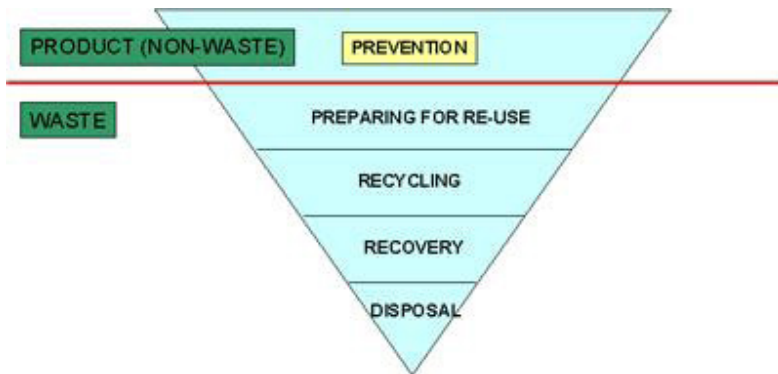 PRODUCT (NON-WASTE)
PREVENTION
WASTE
PREPARING FOR RE-USE
RECYCLING
RECOVERY
DISPOSAL